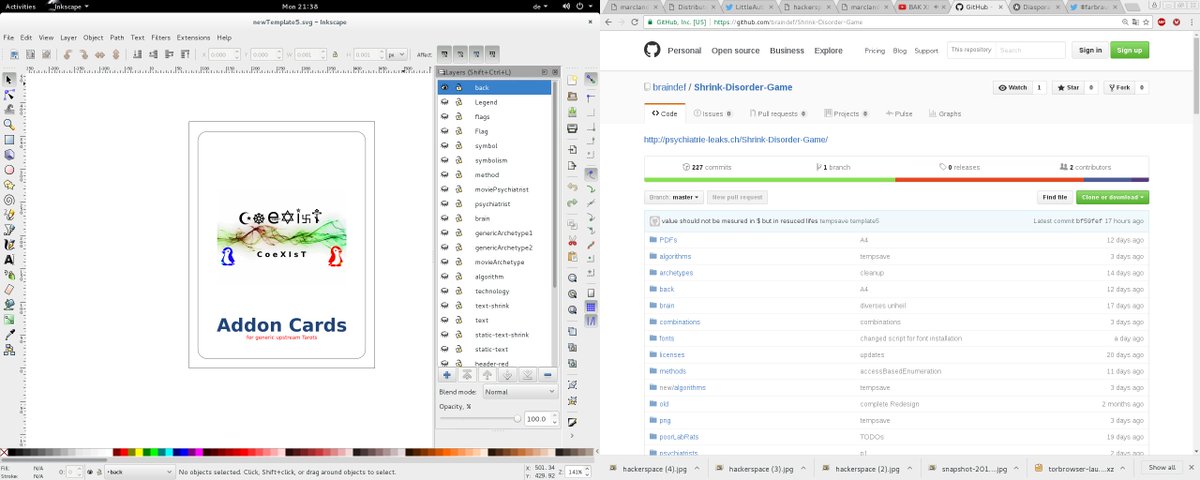 Activities
Inkscape
Mon 21:38
de
newTemplate5.svg - Inkscape
File Edit View Layer Object Path Text Filters Extensions Help
X: 0.000 Y: 0.000 W: 0.001 H: 0.001 px Affect:
Layers (Shift+Ctrl+L)
back
Legend
flags
Flag
symbol
symbolism
method
moviePsychiatrist
psychiatrist
brain
genericArchetype1
genericArchetype2
movieArchetype
algorithm
technology
text-shrink
text
static-text-shrink
static-text
header-red
CoeXIsT
Addon Cards
for generic upstream Tarots
Blend mode: Normal
Opacity, %
100.0
Fill: N/A
Stroke: N/A
O: 0
back
No objects selected. Click, Shift+click, or drag around objects to select.
X: 501.34
Y: 429.92
Z: 141%
marcland
Distribut
LittleAut
hackersp
marcland
BAK X
GitHub -
Diaspora
#farbrau
GitHub, Inc. [US] https://github.com/braindef/Shrink-Disorder-Game
Personal Open source Business Explore
Pricing Blog Support
This repository Search
Sign in Sign up
braindef / Shrink-Disorder-Game
Watch 1 Star 0 Fork 0
Code Issues 0 Pull requests 0 Projects 0 Pulse Graphs
http://psychiatrie-leaks.ch/Shrink-Disorder-Game/
227 commits 1 branch 0 releases 2 contributors
Branch: master New pull request Find file Clone or download
value should not be mesured in $ but in resuced lifes tempsave template5 Latest commit bf59fef 17 hours ago
PDFs A4 12 days ago
algorithms tempsave 3 days ago
archetypes cleanup 14 days ago
back A4 12 days ago
brain diverses unheil 17 days ago
combinations combinations 3 days ago
fonts changed script for font installation a day ago
licenses updates 20 days ago
methods accessBasedEnumeration 11 days ago
new/algorithms tempsave 3 days ago
old complete Redesign 2 months ago
png tempsave 3 days ago
poorLabRats TODOs 19 days ago
psychiatrists p1
hackerspace (4).jpg
hackerspace (3).jpg
hackerspace (2).jpg
snapshot-201....jpg
torbrowser-lau....xz
Show all